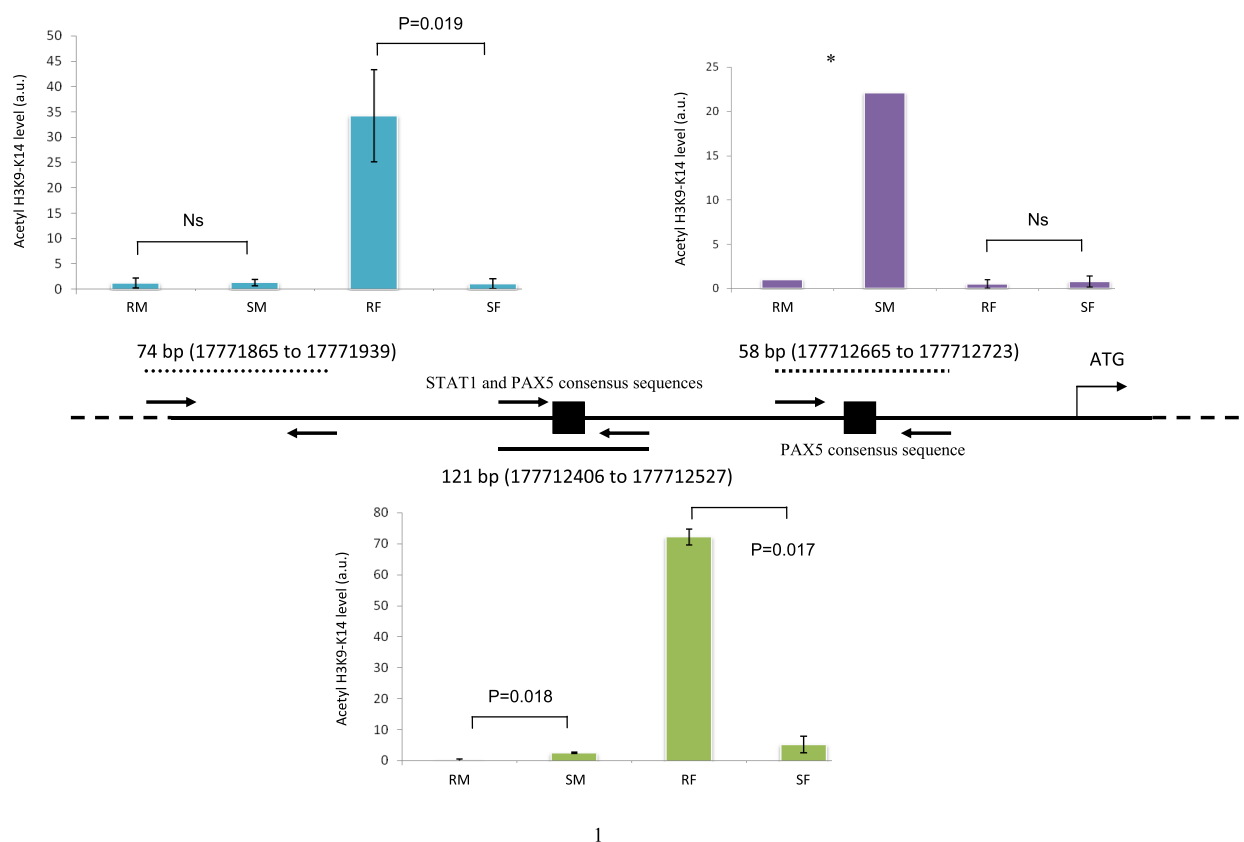 P=0.019
50
45
40
35
30
25
20
15
10
5
0
Acetyl H3K9-K14 level (a.u.)
Ns
RM SM RF SF
*
25
20
15
10
5
0
Acetyl H3K9-K14 level (a.u.)
Ns
RM SM RF SF
74 bp (17771865 to 17771939)
58 bp (177712665 to 177712723)
ATG
STAT1 and PAX5 consensus sequences
PAX5 consensus sequence
121 bp (177712406 to 177712527)
80
70
60
50
40
30
20
10
0
Acetyl H3K9-K14 level (a.u.)
P=0.017
P=0.018
RM SM RF SF
1